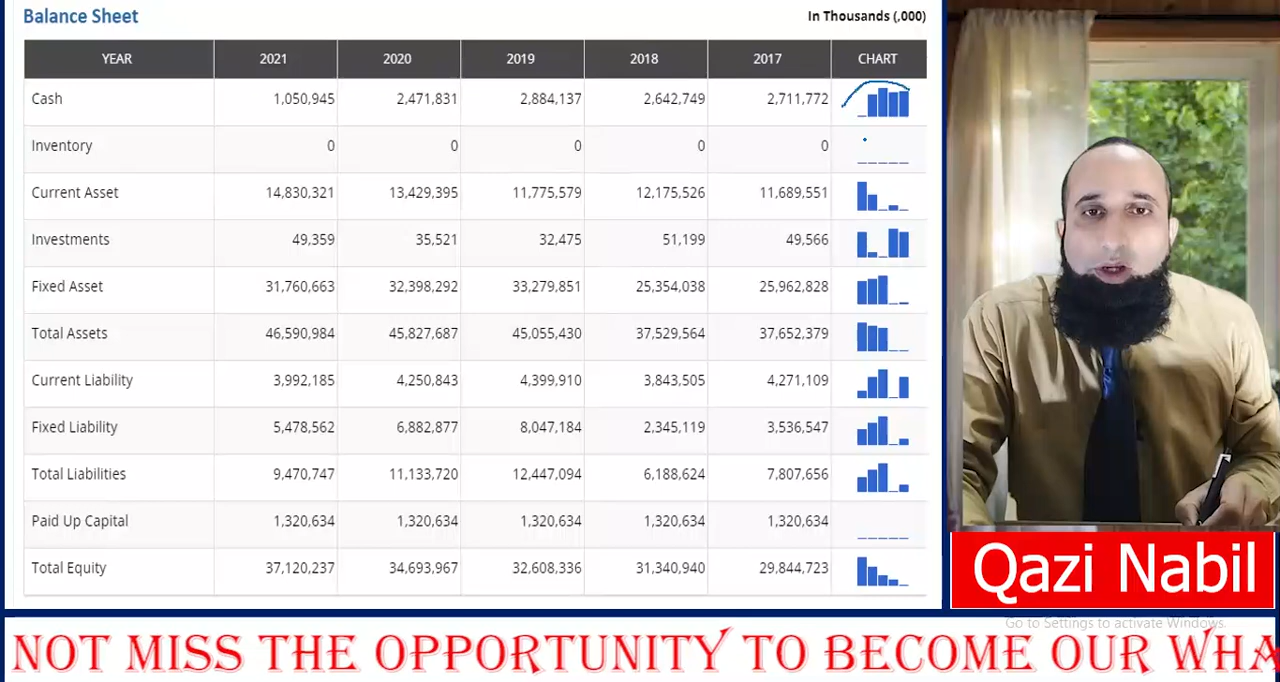 Balance Sheet
In Thousands (,000)
YEAR 2021 2020 2019 2018 2017 CHART
Cash 1,050,945 2,471,831 2,884,137 2,642,749 2,711,772
Inventory 0 0 0 0 0
Current Asset 14,830,321 13,429,395 11,775,579 12,175,526 11,689,551
Investments 49,359 35,521 32,475 51,199 49,566
Fixed Asset 31,760,663 32,398,292 33,279,851 25,354,038 25,962,828
Total Assets 46,590,984 45,827,687 45,055,430 37,529,564 37,652,379
Current Liability 3,992,185 4,250,843 4,399,910 3,843,505 4,271,109
Fixed Liability 5,478,562 6,882,877 8,047,184 2,345,119 3,536,547
Total Liabilities 9,470,747 11,133,720 12,447,094 6,188,624 7,807,656
Paid Up Capital 1,320,634 1,320,634 1,320,634 1,320,634 1,320,634
Total Equity 37,120,237 34,693,967 32,608,336 31,340,940 29,844,723
Qazi Nabil
Go to Settings to activate Windows.
NOT MISS THE OPPORTUNITY TO BECOME OUR WHA